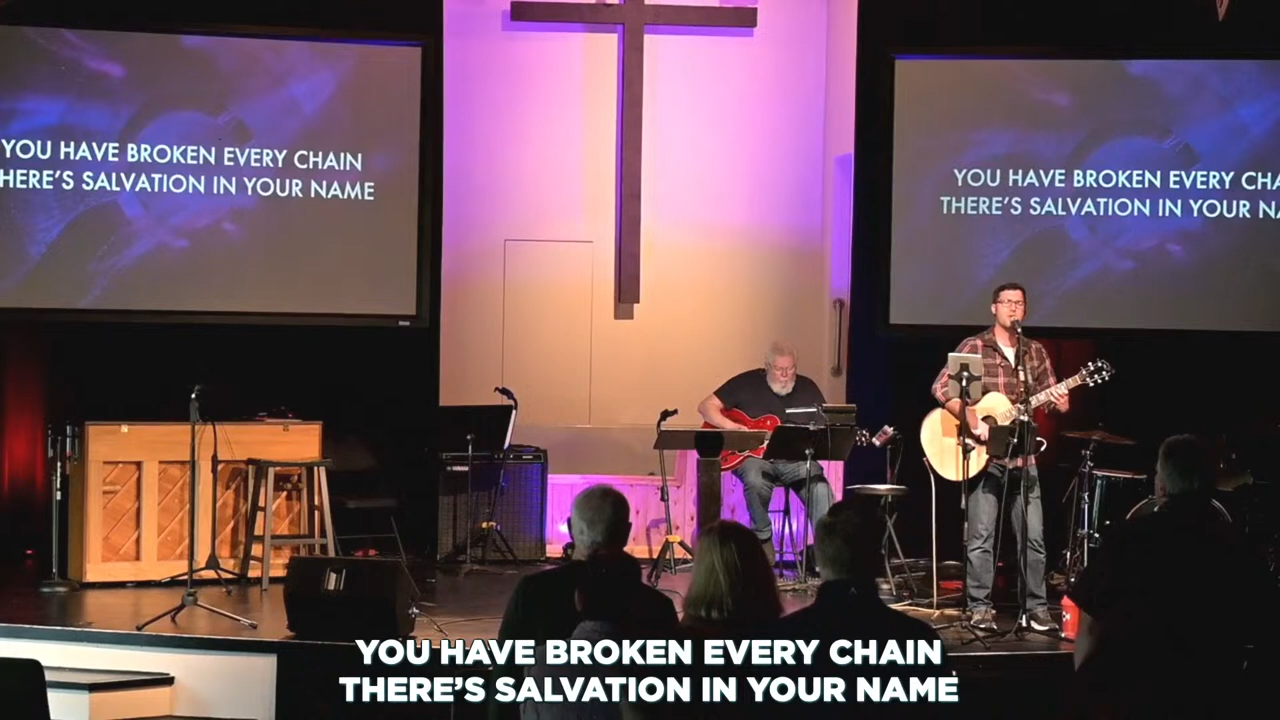 YOU HAVE BROKEN EVERY CHAIN
HERE'S SALVATION IN YOUR NAME
YOU HAVE BROKEN EVERY CHA
THERE'S SALVATION IN YOUR NA
YOU HAVE BROKEN EVERY CHAIN
THERE'S SALVATION IN YOUR NAME